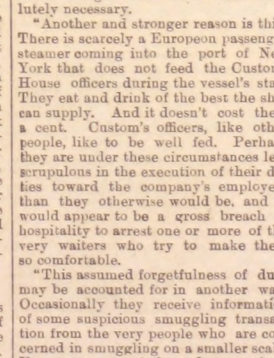 lutely necessary.
"Another and stronger reason is this
There is scarcely a Europeon passeng
steamer coming into the port of Ne
York that does not feed the Custo
House officers during the vessel's sta
They eat and drink of the best the sh
can supply. And it doesn't cost the
a cent. Custom's officers, like oth
people, like to be well fed. Perha
they are under these circumstances le
scrupulous in the execution of their d
ties toward the company's employe
than they otherwise would be, and
would appear to be a gross breach
hospitality to arrest one or more of t
very waiters who try to make the
so comfortable.
"This assumed forgetfulness of du
may be accounted for in another wa
Occasionally they receive informati
of some suspicious smuggling transa
tion from the very people who are co
cerned in smuggling on a smaller sca